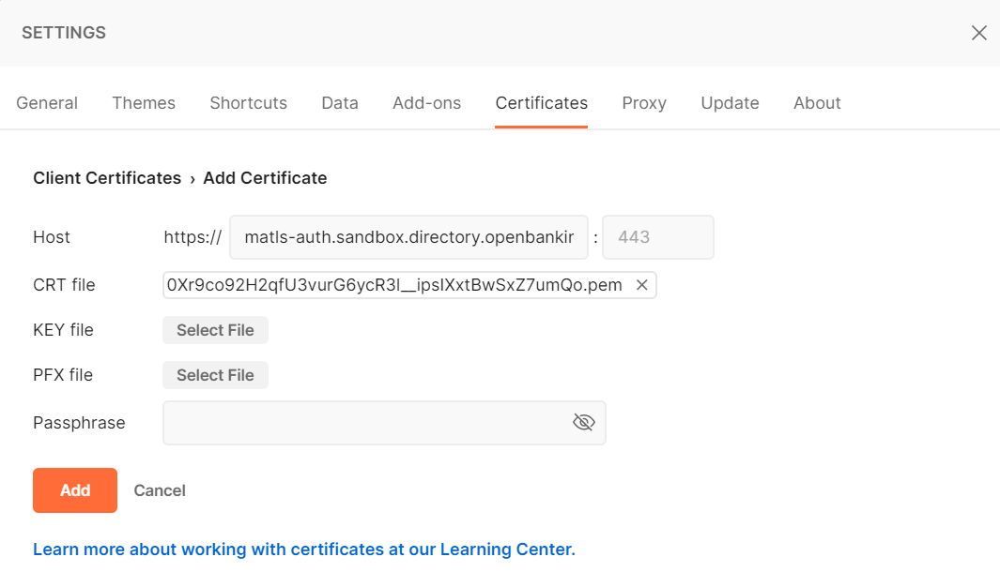 SETTINGS
General Themes Shortcuts Data Add-ons Certificates Proxy Update About
Client Certificates › Add Certificate
Host https:// matls-auth.sandbox.directory.openbankir : 443
CRT file 0Xr9co92H2qfU3vurG6ycR3I__ipsIXxtBwSxZ7umQo.pem
KEY file Select File
PFX file Select File
Passphrase
Add Cancel
Learn more about working with certificates at our Learning Center.